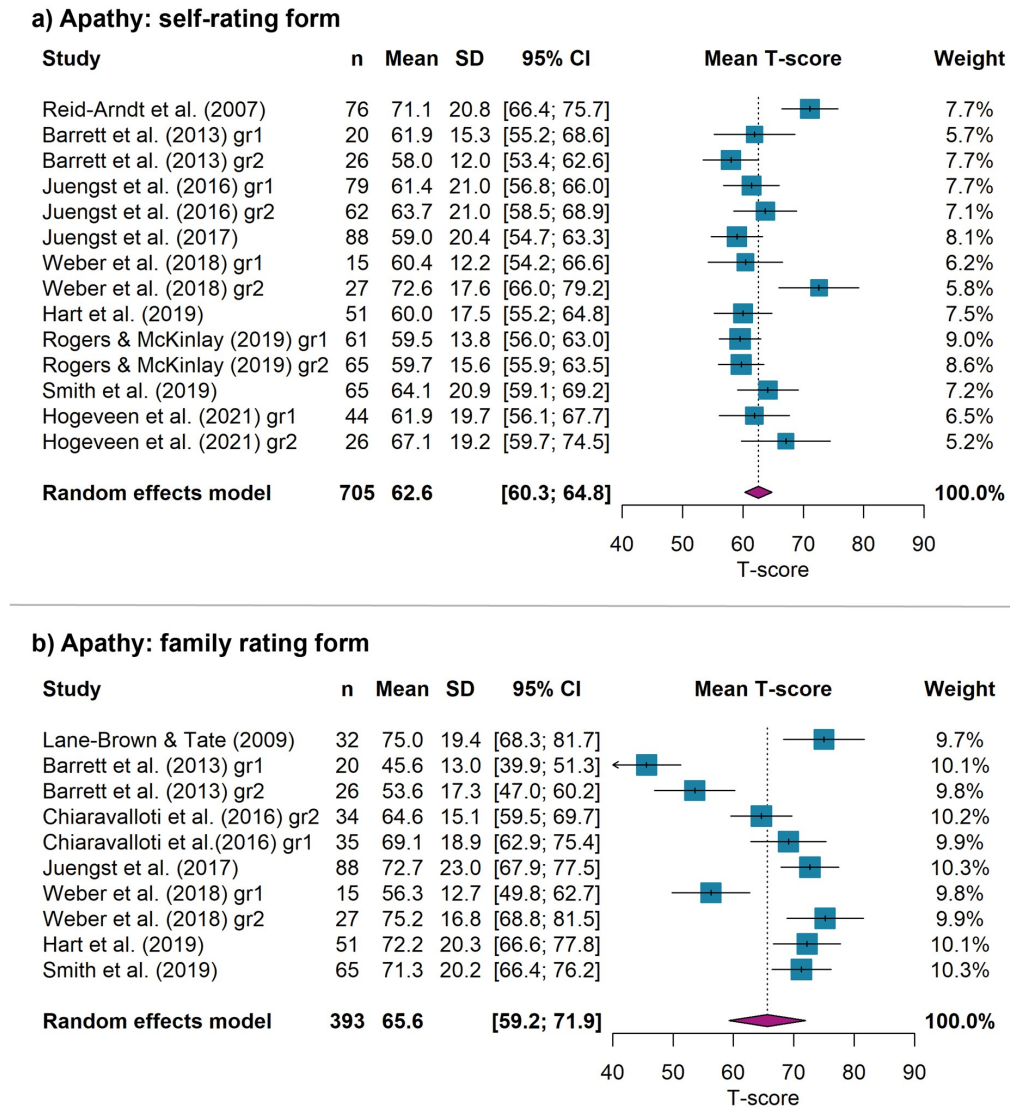 a) Apathy: self-rating form
Study n Mean SD 95% CI Mean T-score Weight
Reid-Arndt et al. (2007) 76 71.1 20.8 [66.4; 75.7] 7.7%
Barrett et al. (2013) gr1 20 61.9 15.3 [55.2; 68.6] 5.7%
Barrett et al. (2013) gr2 26 58.0 12.0 [53.4; 62.6] 7.7%
Juengst et al. (2016) gr1 79 61.4 21.0 [56.8; 66.0] 7.7%
Juengst et al. (2016) gr2 62 63.7 21.0 [58.5; 68.9] 7.1%
Juengst et al. (2017) 88 59.0 20.4 [54.7; 63.3] 8.1%
Weber et al. (2018) gr1 15 60.4 12.2 [54.2; 66.6] 6.2%
Weber et al. (2018) gr2 27 72.6 17.6 [66.0; 79.2] 5.8%
Hart et al. (2019) 51 60.0 17.5 [55.2; 64.8] 7.5%
Rogers & McKinlay (2019) gr1 61 59.5 13.8 [56.0; 63.0] 9.0%
Rogers & McKinlay (2019) gr2 65 59.7 15.6 [55.9; 63.5] 8.6%
Smith et al. (2019) 65 64.1 20.9 [59.1; 69.2] 7.2%
Hogeveen et al. (2021) gr1 44 61.9 19.7 [56.1; 67.7] 6.5%
Hogeveen et al. (2021) gr2 26 67.1 19.2 [59.7; 74.5] 5.2%
Random effects model 705 62.6 [60.3; 64.8] 100.0%
40 50 60 70 80 90
T-score
b) Apathy: family rating form
Study n Mean SD 95% CI Mean T-score Weight
Lane-Brown & Tate (2009) 32 75.0 19.4 [68.3; 81.7] 9.7%
Barrett et al. (2013) gr1 20 45.6 13.0 [39.9; 51.3] 10.1%
Barrett et al. (2013) gr2 26 53.6 17.3 [47.0; 60.2] 9.8%
Chiaravalloti et al. (2016) gr2 34 64.6 15.1 [59.5; 69.7] 10.2%
Chiaravalloti et al.(2016) gr1 35 69.1 18.9 [62.9; 75.4] 9.9%
Juengst et al. (2017) 88 72.7 23.0 [67.9; 77.5] 10.3%
Weber et al. (2018) gr1 15 56.3 12.7 [49.8; 62.7] 9.8%
Weber et al. (2018) gr2 27 75.2 16.8 [68.8; 81.5] 9.9%
Hart et al. (2019) 51 72.2 20.3 [66.6; 77.8] 10.1%
Smith et al. (2019) 65 71.3 20.2 [66.4; 76.2] 10.3%
Random effects model 393 65.6 [59.2; 71.9] 100.0%
40 50 60 70 80 90
T-score